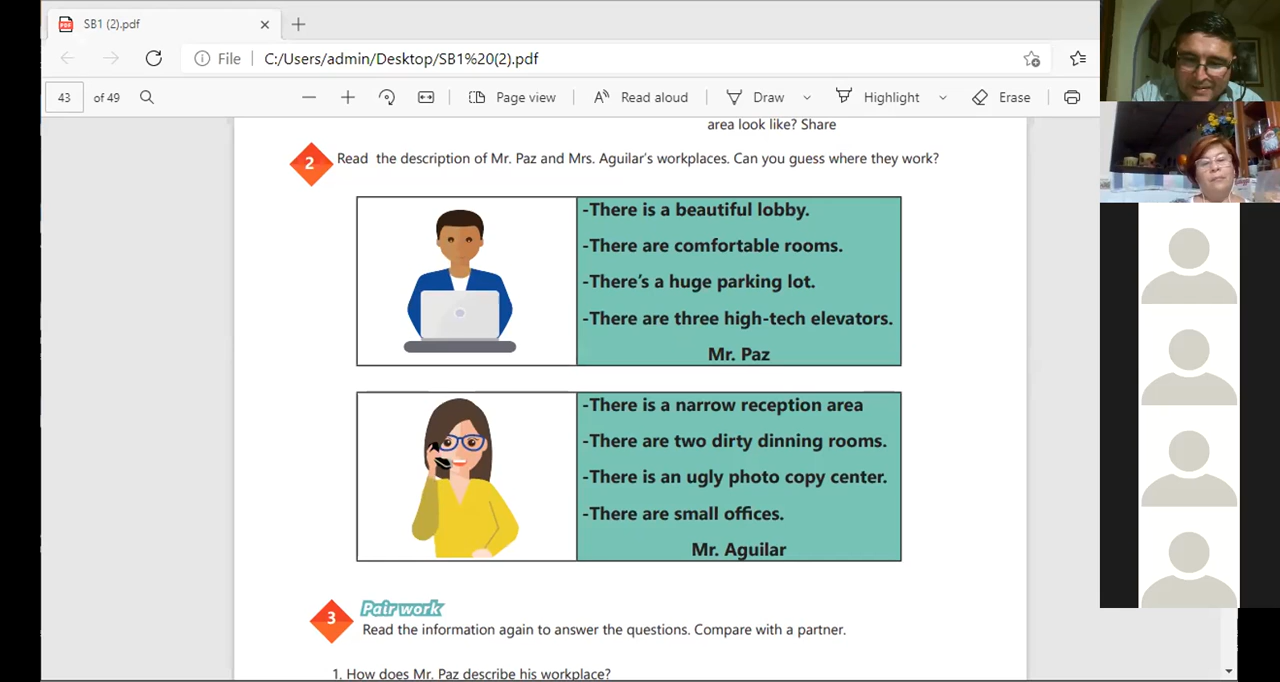 SB1 (2).pdf
File C:/Users/admin/Desktop/SB1%20(2).pdf
43 of 49 Page view Read aloud Draw Highlight Erase
area look like? Share
2 Read the description of Mr. Paz and Mrs. Aguilar's workplaces. Can you guess where they work?
-There is a beautiful lobby.
-There are comfortable rooms.
-There's a huge parking lot.
-There are three high-tech elevators.
Mr. Paz
-There is a narrow reception area
-There are two dirty dinning rooms.
-There is an ugly photo copy center.
-There are small offices.
Mr. Aguilar
3 Pair work
Read the information again to answer the questions. Compare with a partner.
1. How does Mr. Paz describe his workplace?